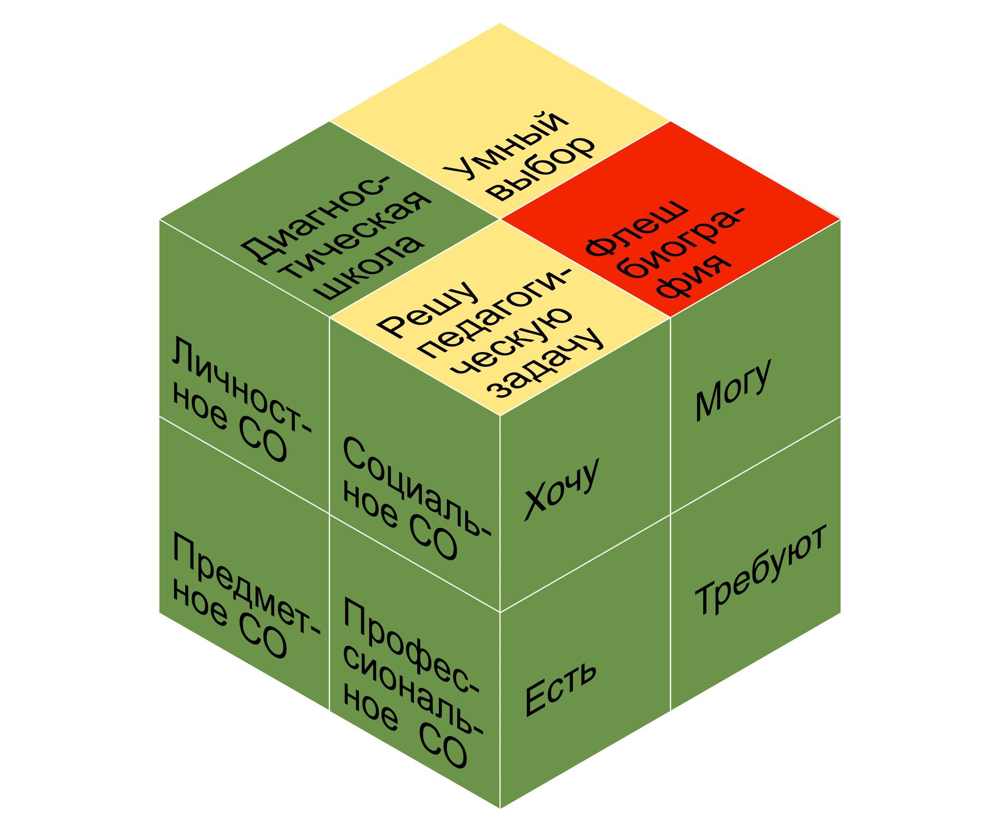 Умный
выбор
Диагнос-
тическая
школа
Флеш
биогра-
фия
Решу
педагоги-
ческую
задачу
Личност-
ное СО
Социаль-
ное СО
Предмет-
ное СО
Профес-
сиональ-
ное СО
Хочу
Могу
Есть
Требуют